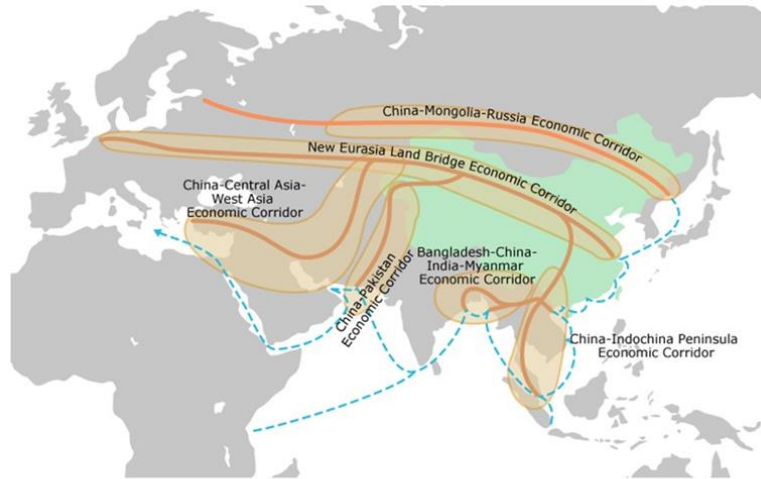 China-Mongolia-Russia Economic Corridor
New Eurasia Land Bridge Economic Corridor
China-Central Asia-
West Asia
Economic Corridor
China-Pakistan
Economic Corridor
Bangladesh-China-
India-Myanmar
Economic Corridor
China-Indochina Peninsula
Economic Corridor